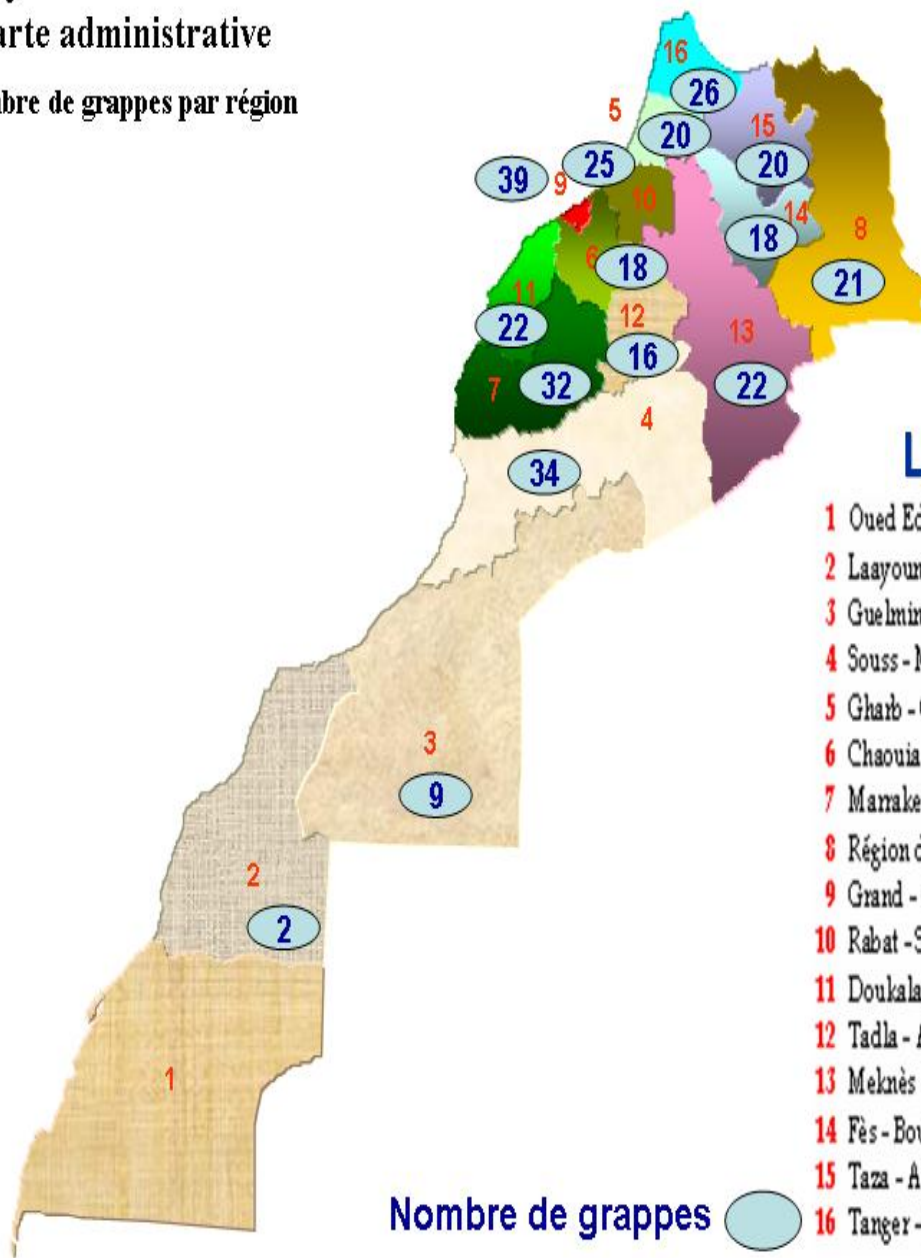 arte administrative
bre de grappes par région
16
26
5
20
15
20
39
9
25
10
14
18
8
6
18
21
11
22
12
13
16
7
32
22
4
34
L
1 Oued Ed
2 Laayoun
3 Guelmin
4 Souss - M
5 Gharb -
6 Chaouia
7 Marrake
8 Région d
9 Grand -
10 Rabat - S
11 Doukala
12 Tadla - A
13 Meknès
14 Fès - Bou
15 Taza - A
16 Tanger -
3
9
2
2
1
Nombre de grappes